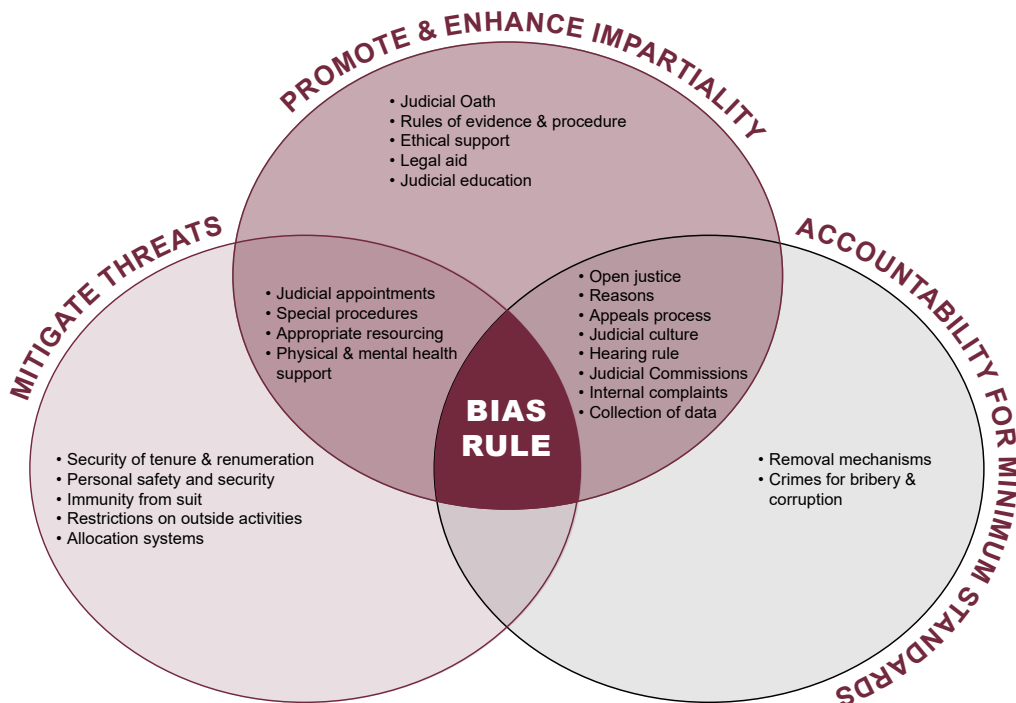 PROMOTE & ENHANCE IMPARTIALITY
• Judicial Oath
• Rules of evidence & procedure
• Ethical support
• Legal aid
• Judicial education
MITIGATE THREATS
ACCOUNTABILITY FOR MINIMUM STANDARDS
• Judicial appointments
• Special procedures
• Appropriate resourcing
• Physical & mental health
support
• Open justice
• Reasons
• Appeals process
• Judicial culture
• Hearing rule
• Judicial Commissions
• Internal complaints
• Collection of data
BIAS
RULE
• Security of tenure & renumeration
• Personal safety and security
• Immunity from suit
• Restrictions on outside activities
• Allocation systems
• Removal mechanisms
• Crimes for bribery &
corruption